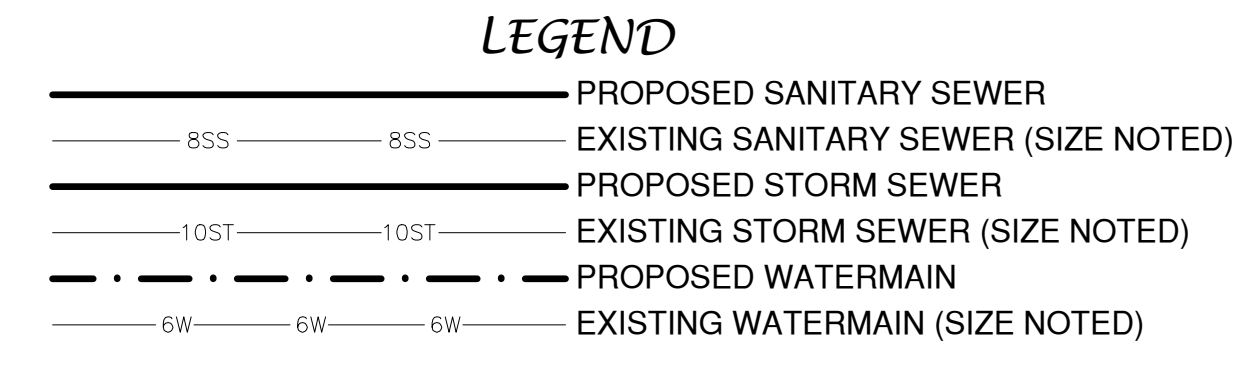 LEGEND
PROPOSED SANITARY SEWER
8SS 8SS EXISTING SANITARY SEWER (SIZE NOTED)
PROPOSED STORM SEWER
10ST 10ST EXISTING STORM SEWER (SIZE NOTED)
PROPOSED WATERMAIN
6W 6W 6W EXISTING WATERMAIN (SIZE NOTED)